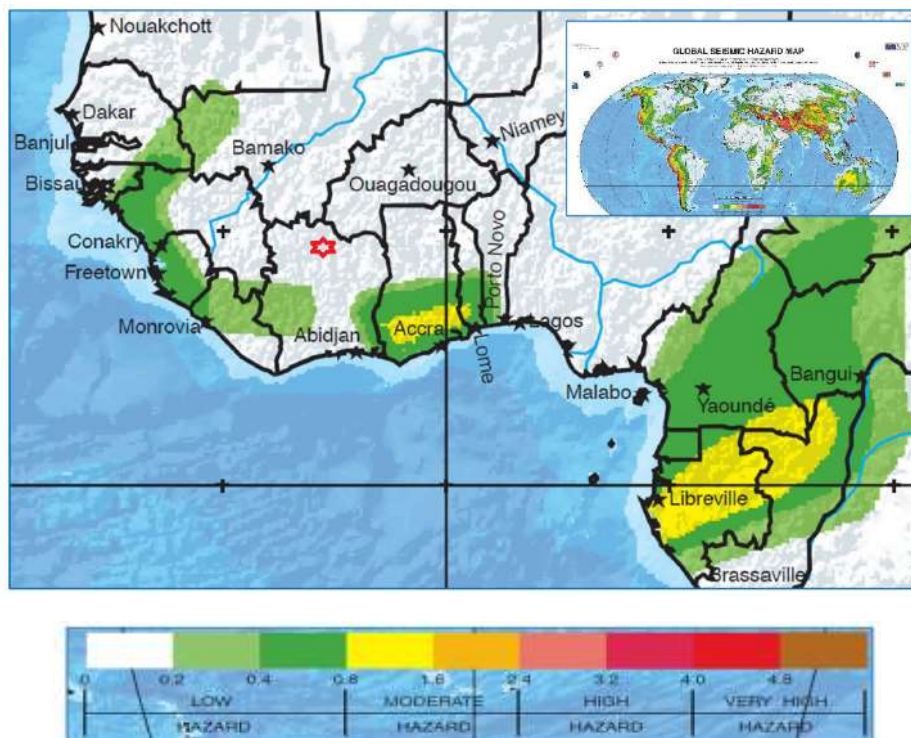 Nouakchott
GLOBAL SEISMIC HAZARD MAP
Dakar
Banjul
Bissau
Bamako
Niamey
Ouagadougou
Conakry
Freetown
Monrovia
Abidjan
Accra
Lome
Porto Novo
Lagos
Malabo
Yaoundé
Bangui
Libreville
Brassaville
0 0.2 0.4 0.8 1.6 2.4 3.2 4.0 4.8
LOW MODERATE HIGH VERY HIGH
HAZARD HAZARD HAZARD HAZARD